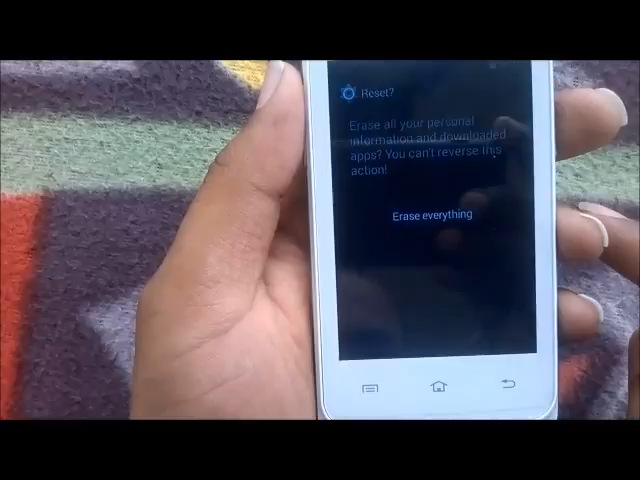 Reset?
Erase all your personal
information and downloaded
apps? You can't reverse this
action!
Erase everything